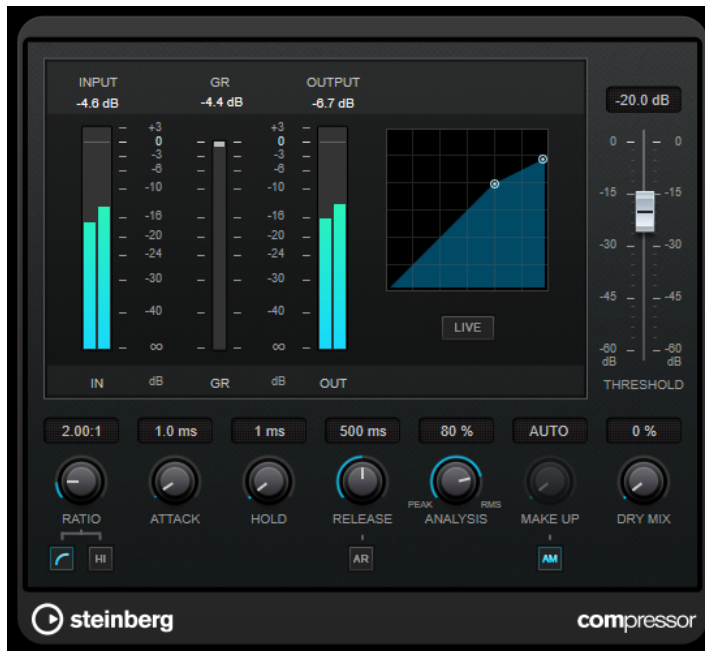 INPUT GR OUTPUT
-4.6 dB -4.4 dB -6.7 dB
-20.0 dB
+3 +3
0 0
-3 -3
-6 -6
-10 -10
-16 -16
-20 -20
-24 -24
-30 -30
-40 -40
∞ ∞
IN dB GR dB OUT
LIVE
0 0
-15 -15
-30 -30
-45 -45
-60 -60
dB dB
THRESHOLD
2.00:1 1.0 ms 1 ms 500 ms 80 % AUTO 0 %
PEAK RMS
RATIO ATTACK HOLD RELEASE ANALYSIS MAKE UP DRY MIX
HI AR AM
steinberg compressor